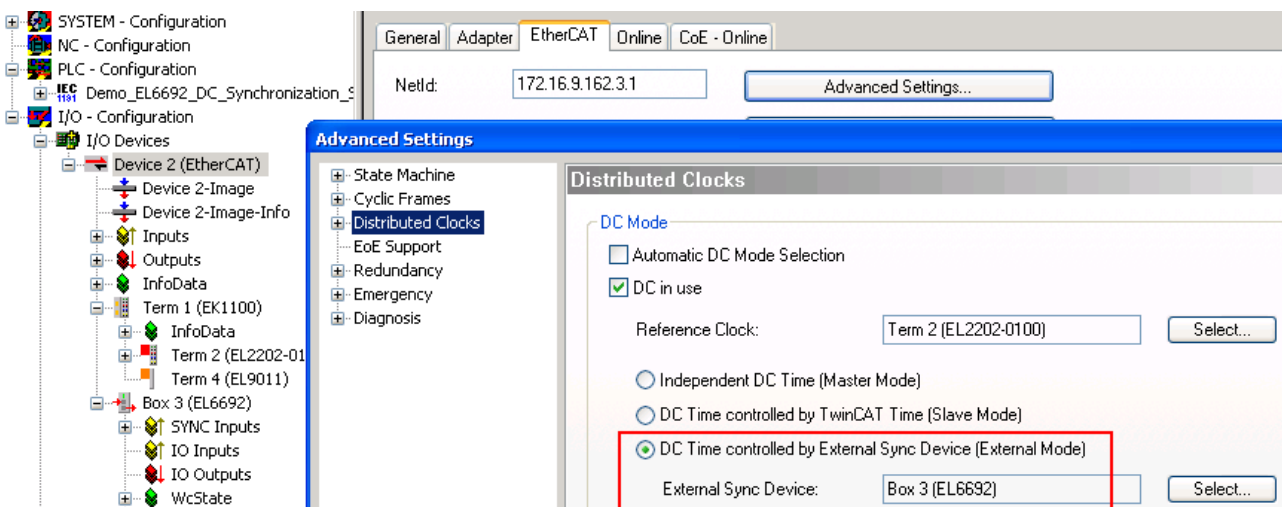 SYSTEM - Configuration
NC - Configuration
PLC - Configuration
IEC 1131 Demo_EL6692_DC_Synchronization_S
I/O - Configuration
I/O Devices
Device 2 (EtherCAT)
Device 2-Image
Device 2-Image-Info
Inputs
Outputs
InfoData
Term 1 (EK1100)
InfoData
Term 2 (EL2202-01
Term 4 (EL9011)
Box 3 (EL6692)
SYNC Inputs
IO Inputs
IO Outputs
WcState
General Adapter EtherCAT Online CoE - Online
NetId: 172.16.9.162.3.1 Advanced Settings...
Advanced Settings
State Machine
Cyclic Frames
Distributed Clocks
EoE Support
Redundancy
Emergency
Diagnosis
Distributed Clocks
DC Mode
Automatic DC Mode Selection
DC in use
Reference Clock: Term 2 (EL2202-0100) Select...
Independent DC Time (Master Mode)
DC Time controlled by TwinCAT Time (Slave Mode)
DC Time controlled by External Sync Device (External Mode)
External Sync Device: Box 3 (EL6692) Select...